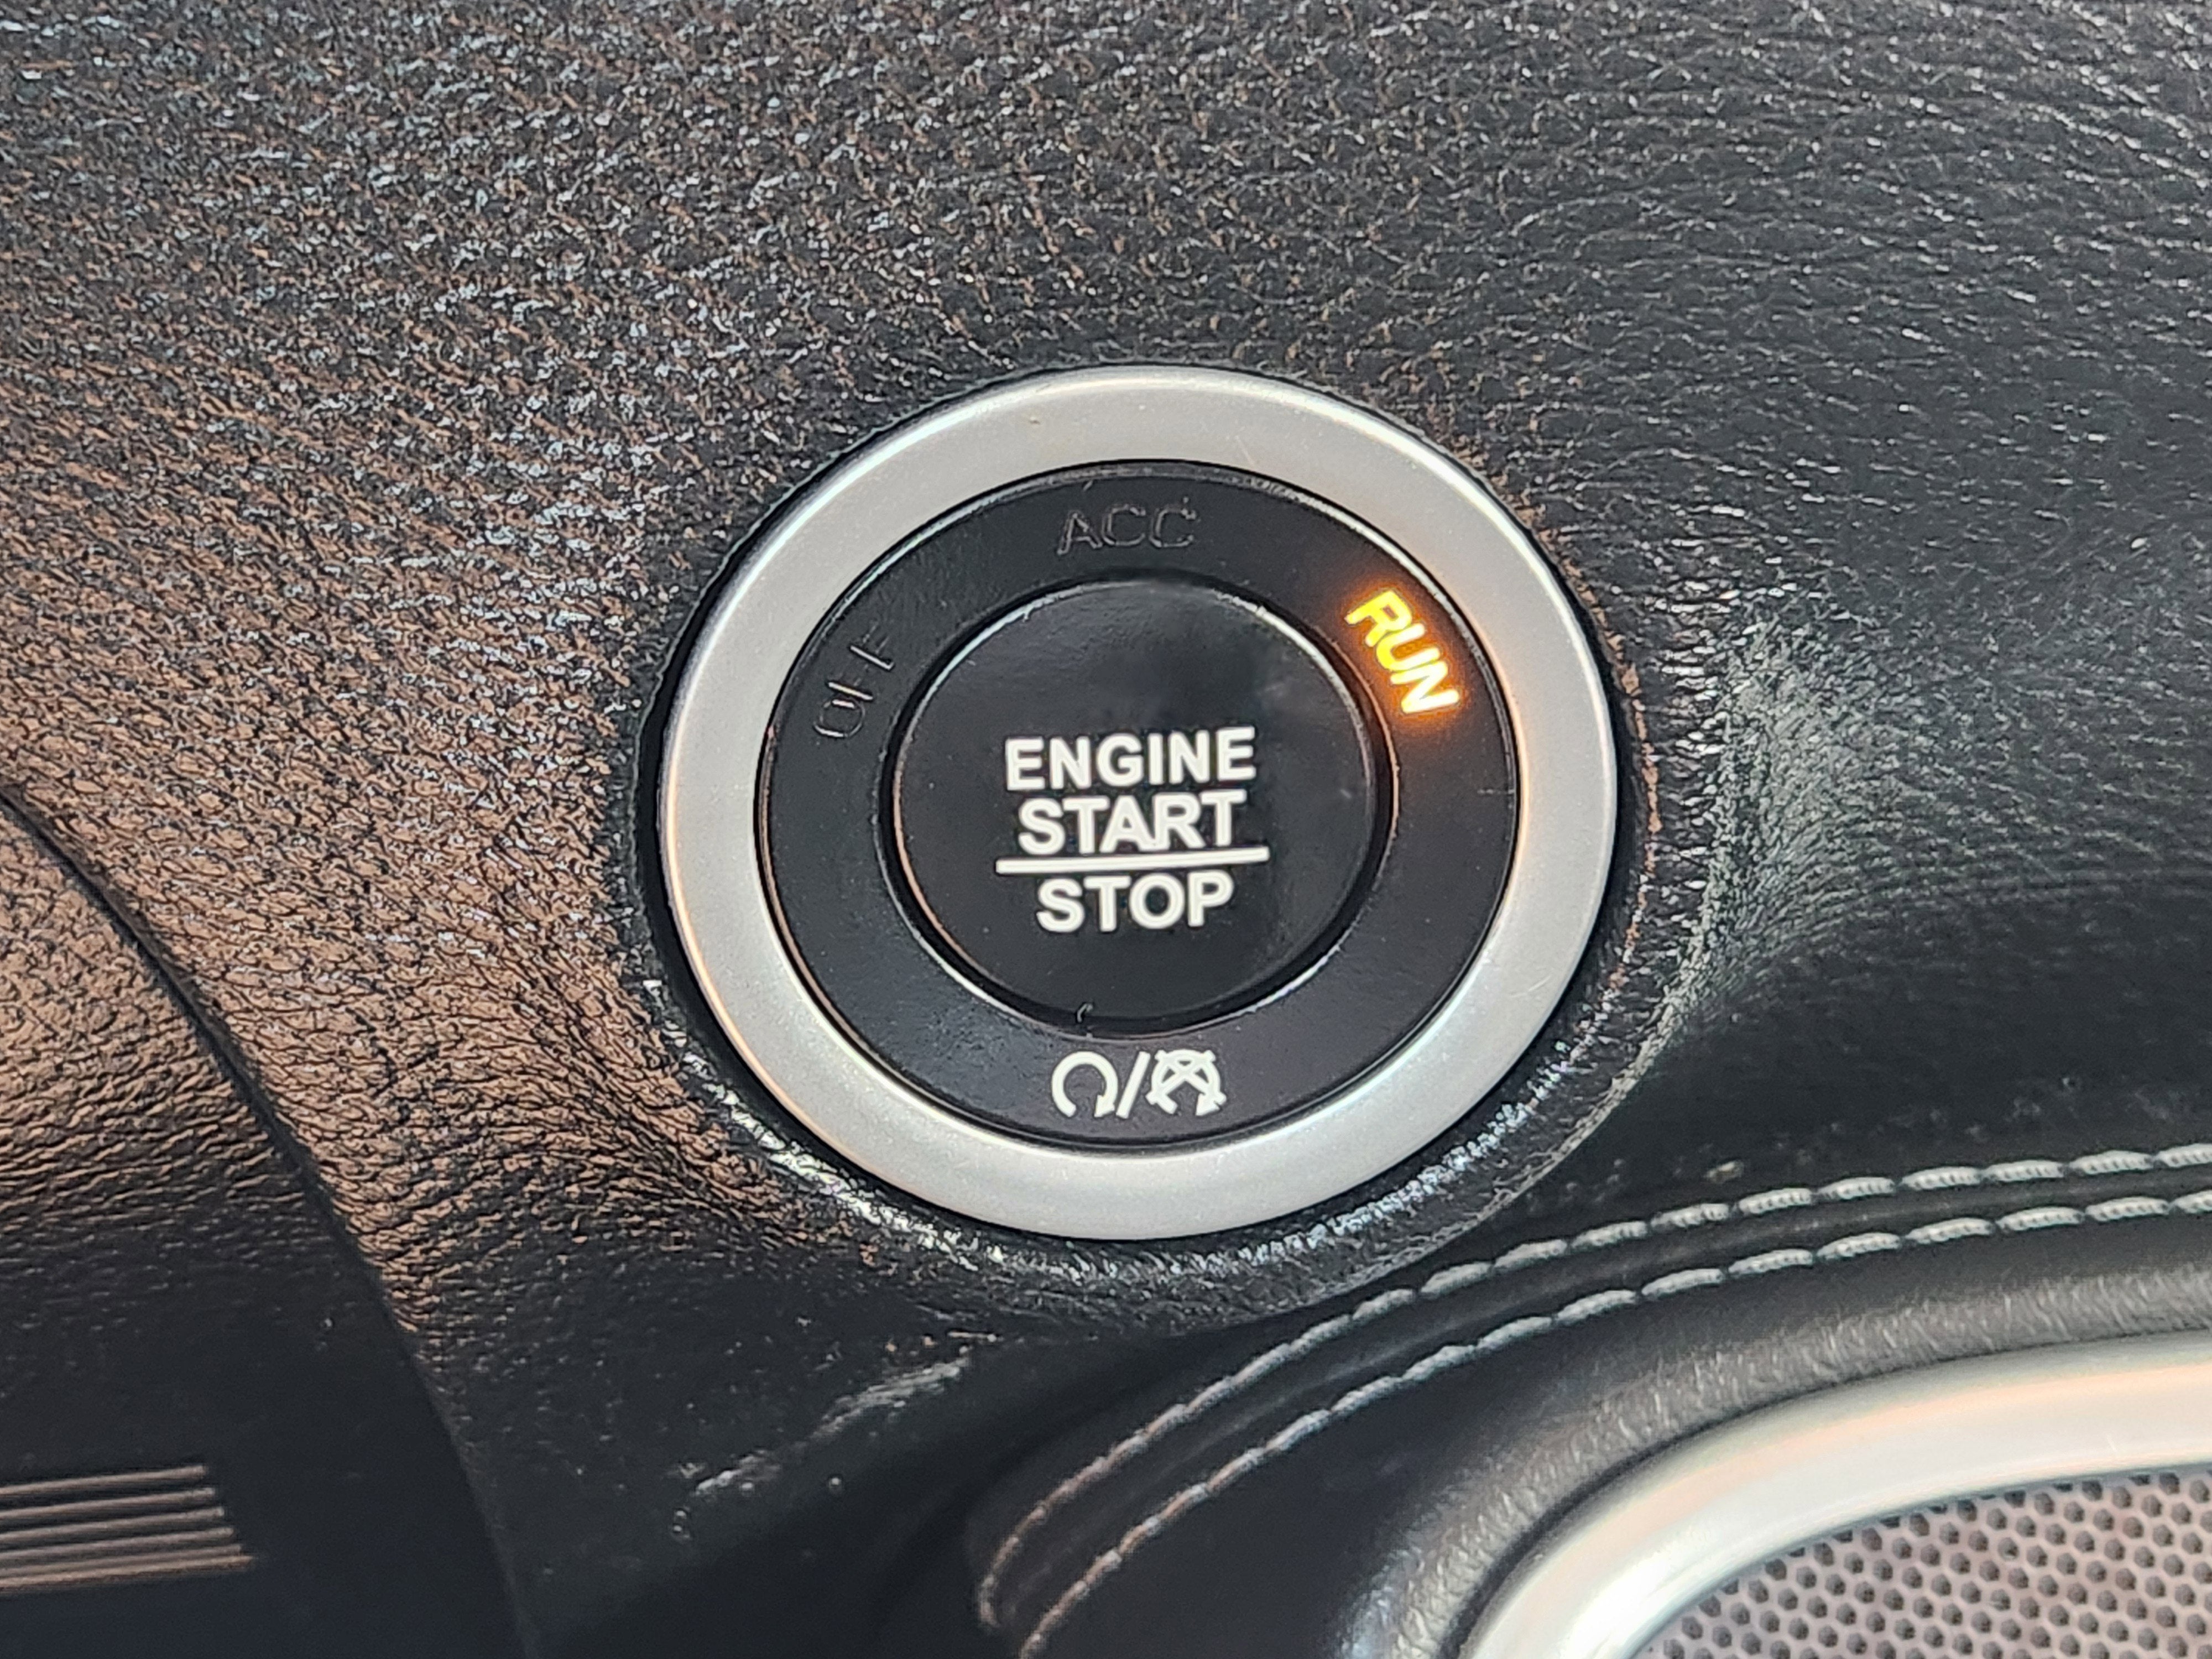 ACC
OFF
RUN
ENGINE
START
STOP